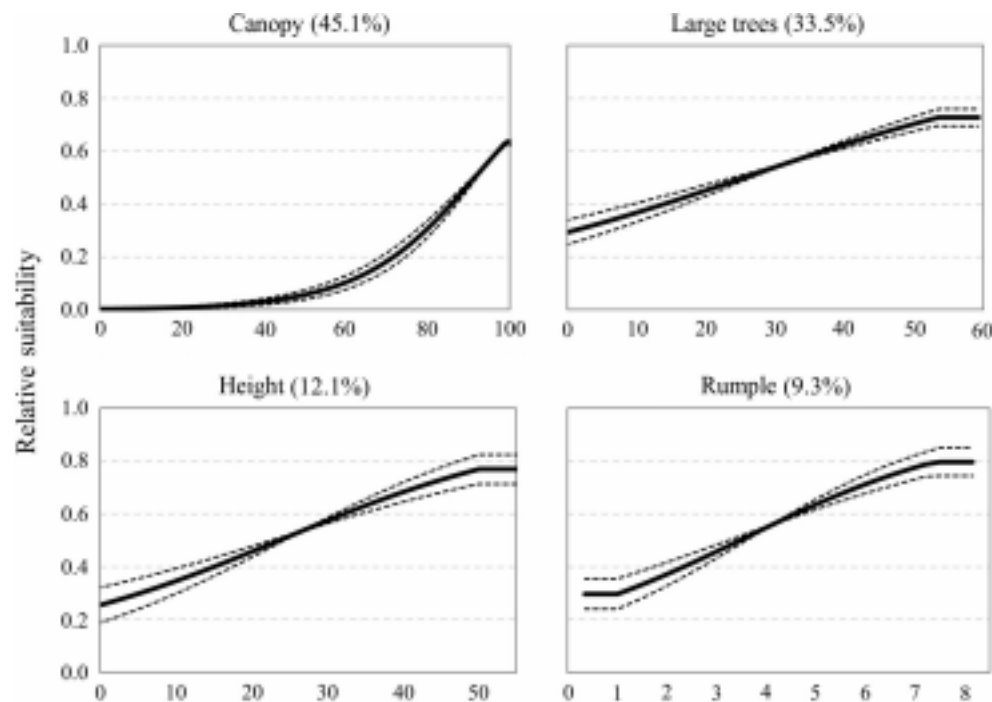 Canopy (45.1%)
Large trees (33.5%)
1.0
0.8
0.6
0.4
0.2
0.0
0 20 40 60 80 100
0 10 20 30 40 50 60
Relative suitability
Height (12.1%)
Rumple (9.3%)
1.0
0.8
0.6
0.4
0.2
0.0
0 10 20 30 40 50
0 1 2 3 4 5 6 7 8